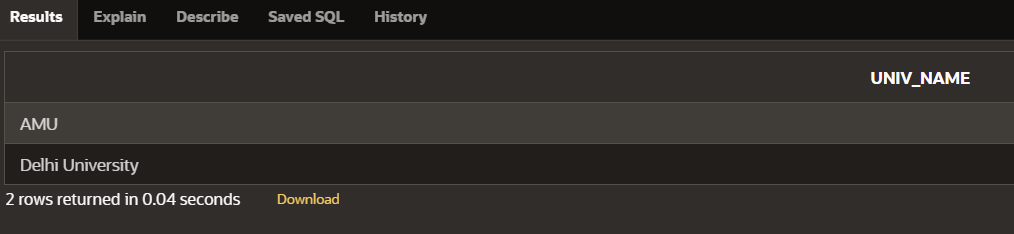 Results Explain Describe Saved SQL History
UNIV_NAME
AMU
Delhi University
2 rows returned in 0.04 seconds Download